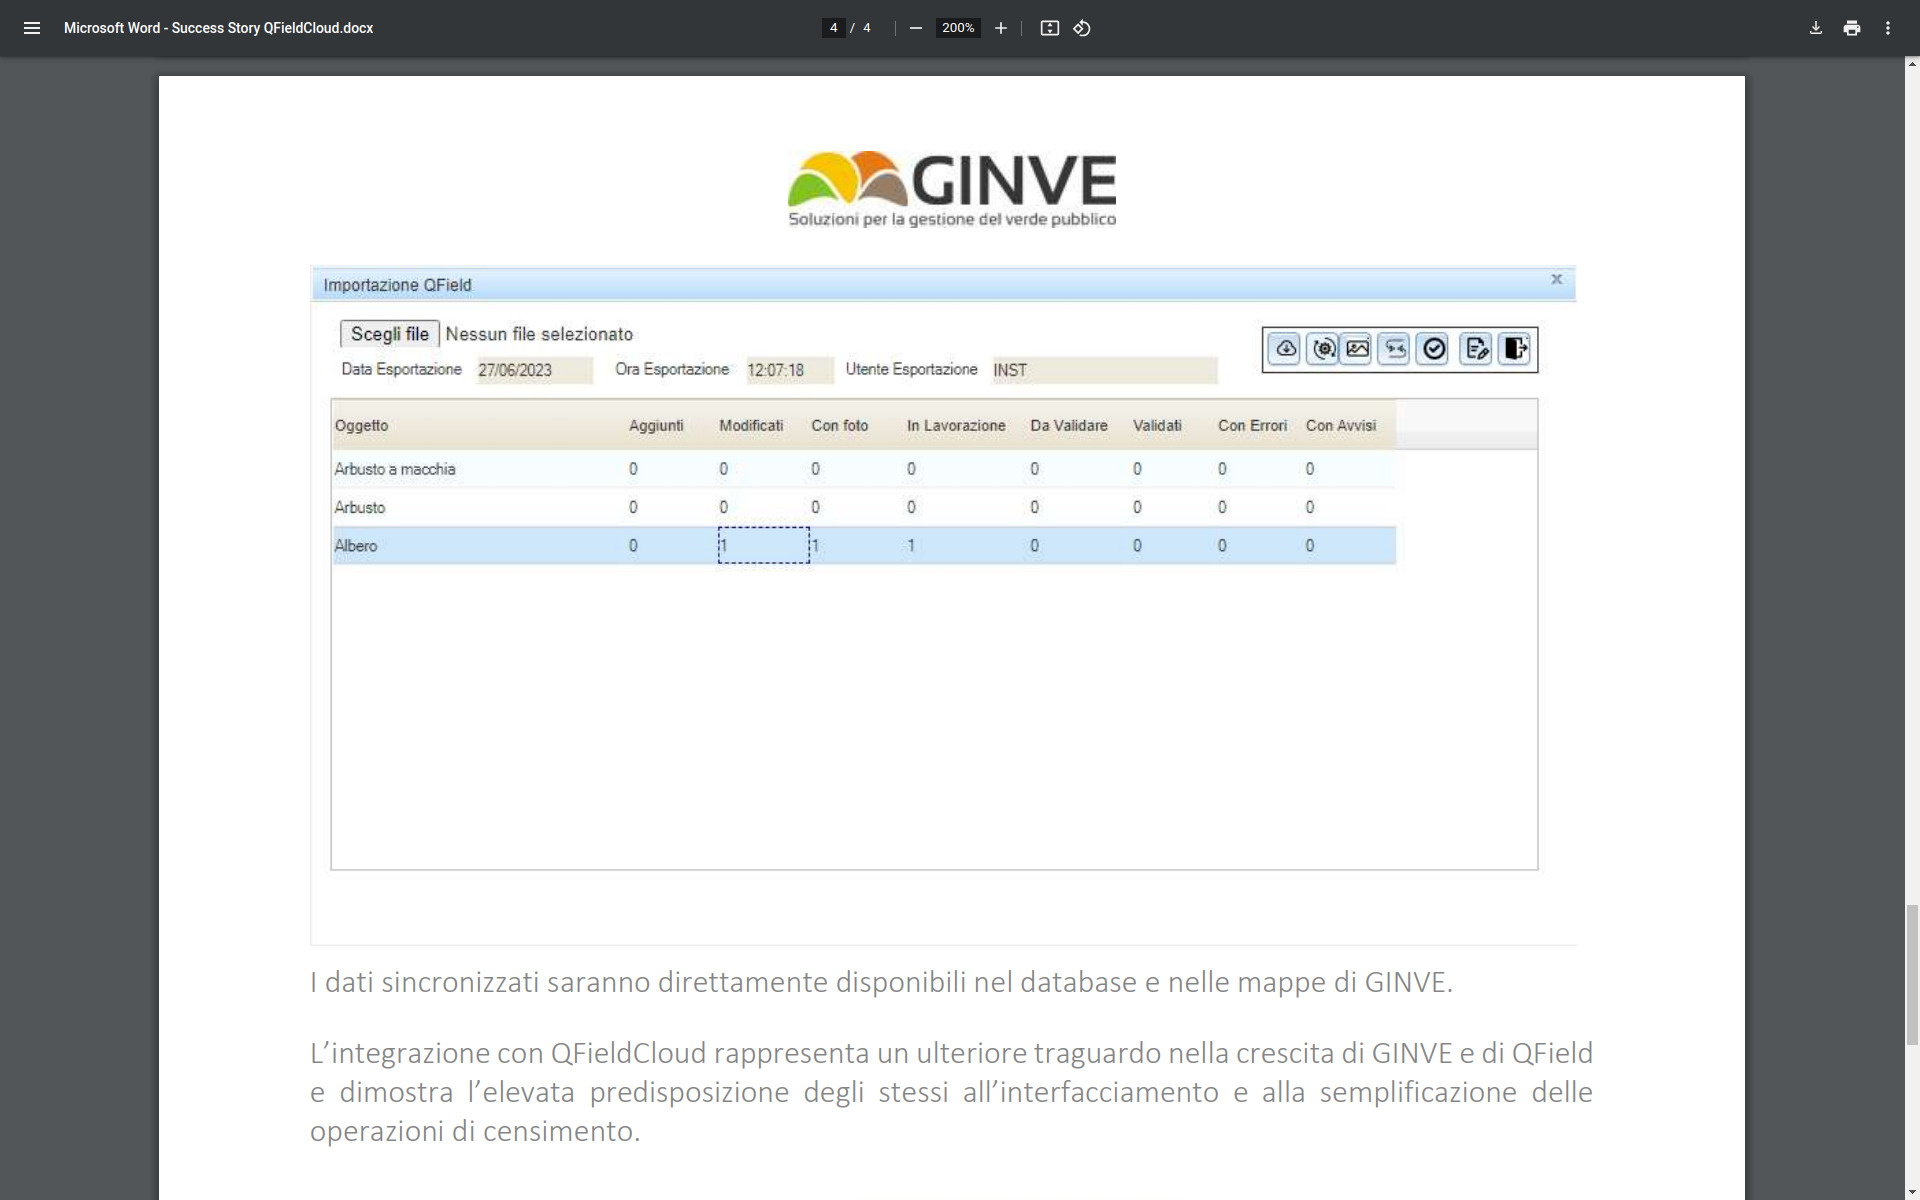 Microsoft Word - Success Story QFieldCloud.docx
4 / 4
200%
GINVE
Soluzioni per la gestione del verde pubblico
Importazione QField
Scegli file Nessun file selezionato
Data Esportazione 27/06/2023 Ora Esportazione 12:07:18 Utente Esportazione INST
Oggetto Aggiunti Modificati Con foto In Lavorazione Da Validare Validati Con Errori Con Avvisi
Arbusto a macchia 0 0 0 0 0 0 0 0
Arbusto 0 0 0 0 0 0 0 0
Albero 0 1 1 1 0 0 0 0
I dati sincronizzati saranno direttamente disponibili nel database e nelle mappe di GINVE.
L’integrazione con QFieldCloud rappresenta un ulteriore traguardo nella crescita di GINVE e di QField
e dimostra l’elevata predisposizione degli stessi all’interfacciamento e alla semplificazione delle
operazioni di censimento.